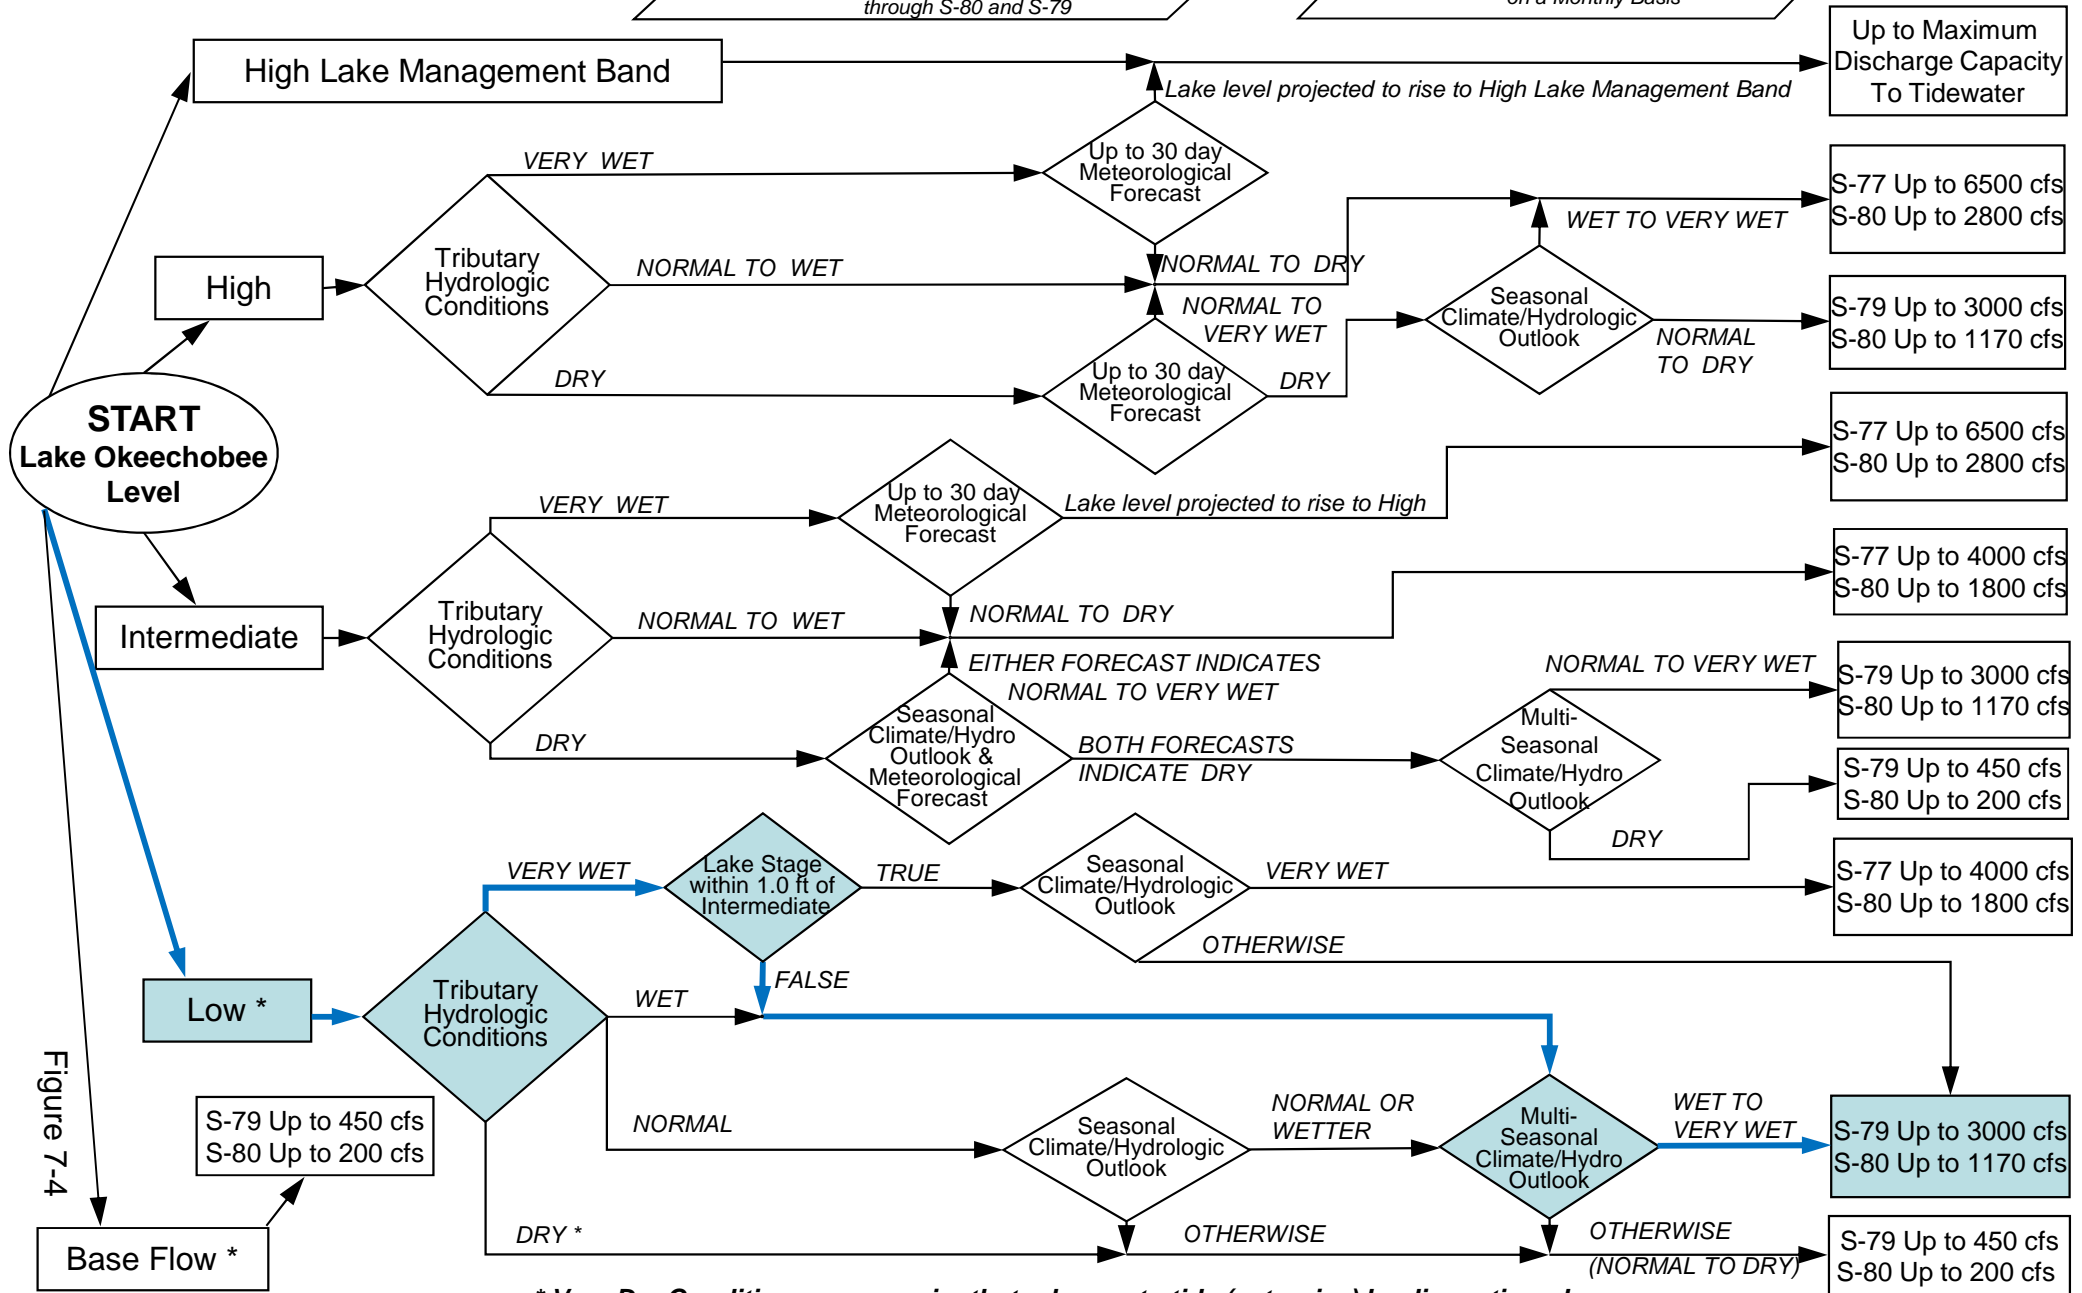 through S-80 and S-79
on a Monthly Basis
Up to Maximum
Discharge Capacity
To Tidewater
High Lake Management Band
Lake level projected to rise to High Lake Management Band
VERY WET
Up to 30 day
Meteorological
Forecast
S-77 Up to 6500 cfs
S-80 Up to 2800 cfs
WET TO VERY WET
High
Tributary
Hydrologic
Conditions
NORMAL TO WET
NORMAL TO DRY
NORMAL TO
VERY WET
Seasonal
Climate/Hydrologic
Outlook
NORMAL
TO DRY
S-79 Up to 3000 cfs
S-80 Up to 1170 cfs
DRY
Up to 30 day
Meteorological
Forecast
DRY
START
Lake Okeechobee
Level
S-77 Up to 6500 cfs
S-80 Up to 2800 cfs
VERY WET
Up to 30 day
Meteorological
Forecast
Lake level projected to rise to High
S-77 Up to 4000 cfs
S-80 Up to 1800 cfs
Intermediate
Tributary
Hydrologic
Conditions
NORMAL TO WET
NORMAL TO DRY
EITHER FORECAST INDICATES
NORMAL TO VERY WET
NORMAL TO VERY WET
S-79 Up to 3000 cfs
S-80 Up to 1170 cfs
DRY
Seasonal
Climate/Hydro
Outlook &
Meteorological
Forecast
BOTH FORECASTS
INDICATE DRY
Multi-
Seasonal
Climate/Hydro
Outlook
S-79 Up to 450 cfs
S-80 Up to 200 cfs
DRY
VERY WET
Lake Stage
within 1.0 ft of
Intermediate
TRUE
Seasonal
Climate/Hydrologic
Outlook
VERY WET
S-77 Up to 4000 cfs
S-80 Up to 1800 cfs
OTHERWISE
FALSE
Low *
Tributary
Hydrologic
Conditions
WET
NORMAL
Seasonal
Climate/Hydrologic
Outlook
NORMAL OR
WETTER
Multi-
Seasonal
Climate/Hydro
Outlook
WET TO
VERY WET
S-79 Up to 3000 cfs
S-80 Up to 1170 cfs
Figure 7-4
S-79 Up to 450 cfs
S-80 Up to 200 cfs
Base Flow *
DRY *
OTHERWISE
OTHERWISE
(NORMAL TO DRY)
S-79 Up to 450 cfs
S-80 Up to 200 cfs